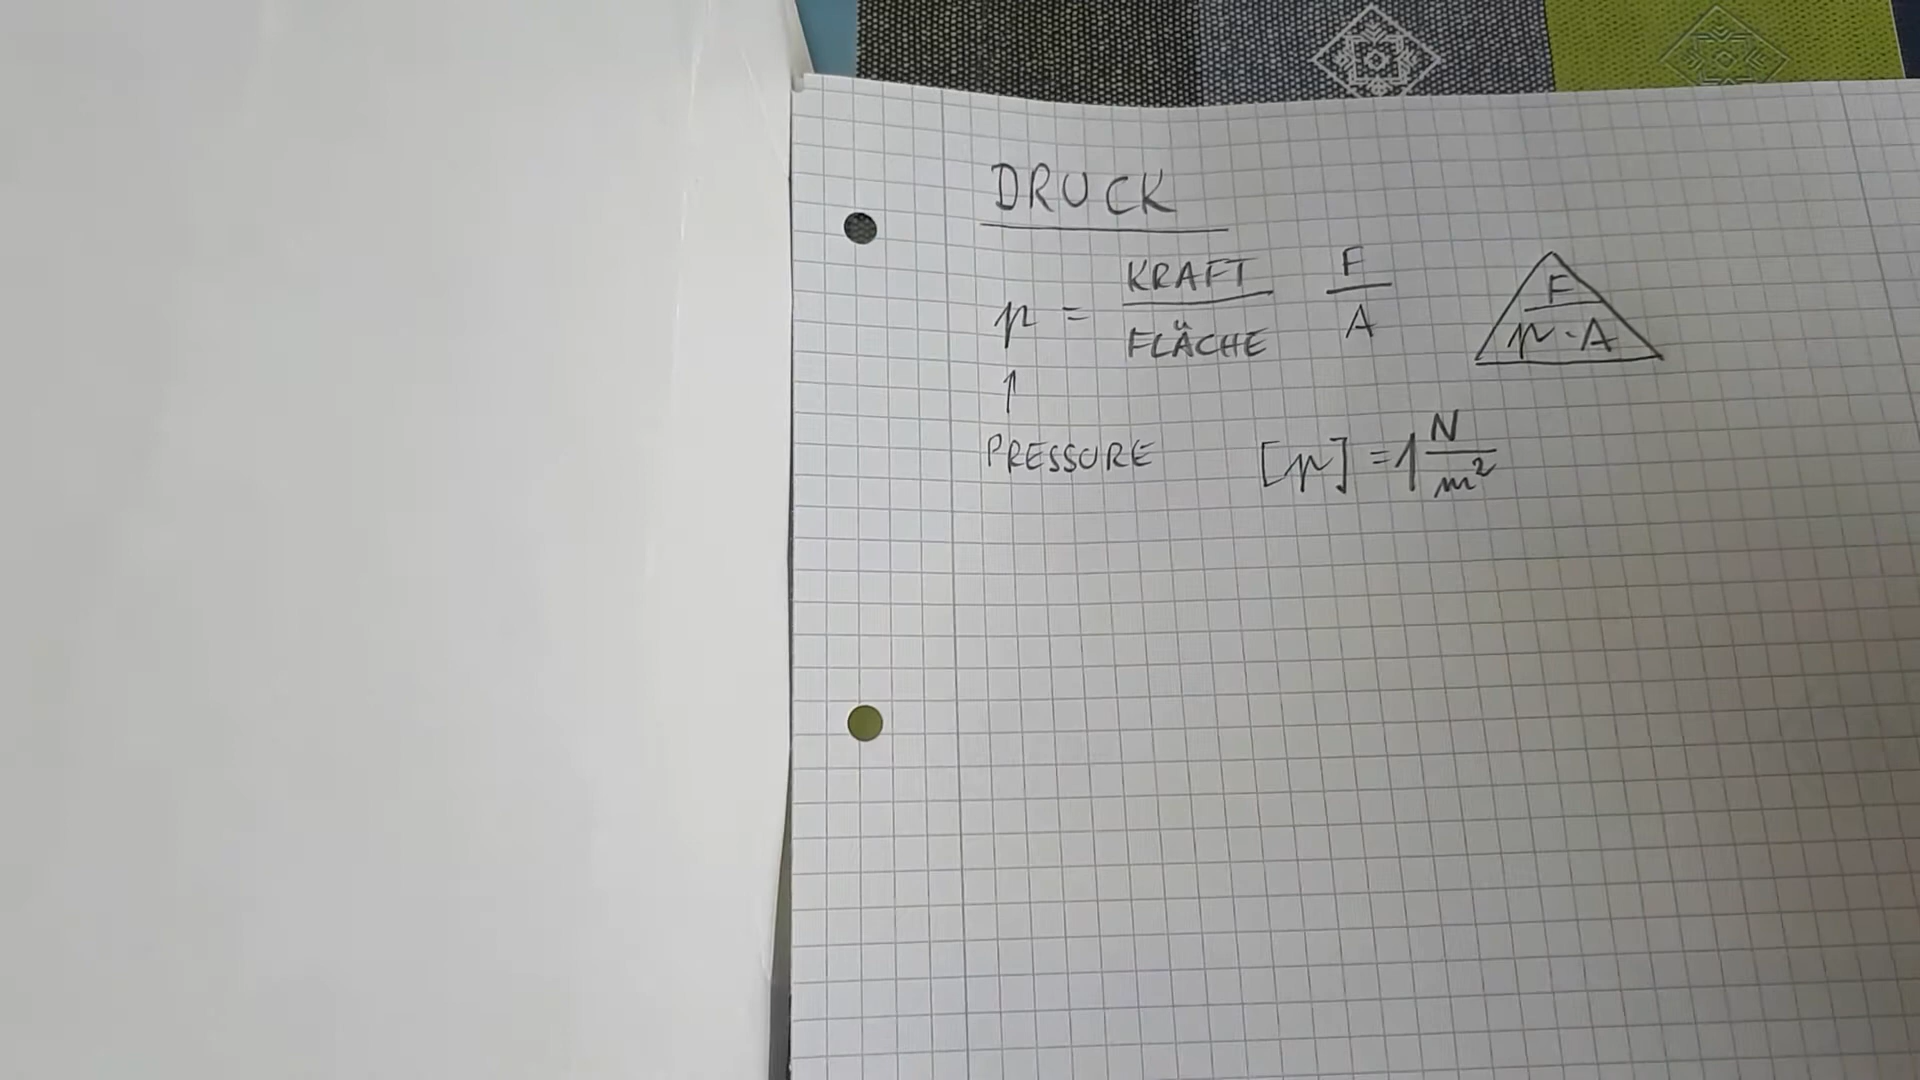 DRUCK
p = KRAFT/FLÄCHE F/A
F/p·A
↑
PRESSURE [p] = 1 N/m²